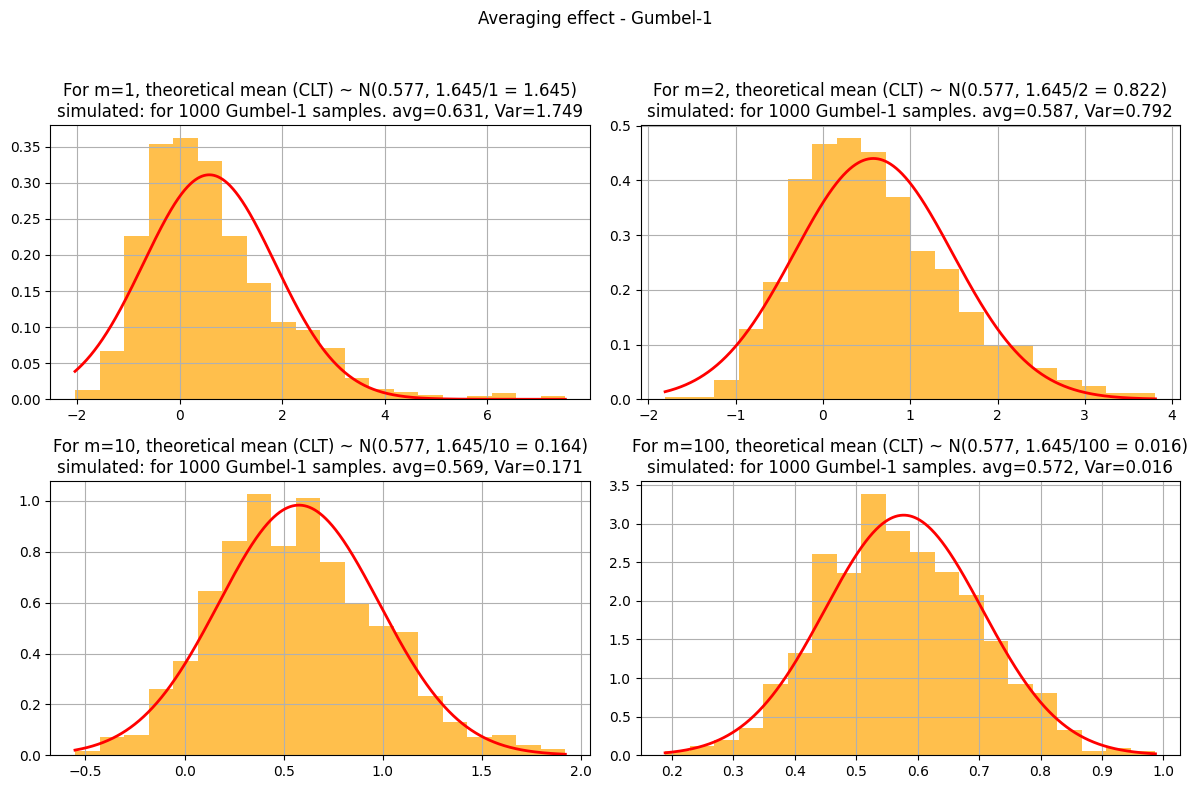 Averaging effect - Gumbel-1
For m=1, theoretical mean (CLT) ~ N(0.577, 1.645/1 = 1.645)
simulated: for 1000 Gumbel-1 samples. avg=0.631, Var=1.749
0.35
0.30
0.25
0.20
0.15
0.10
0.05
0.00
−2 0 2 4 6
For m=2, theoretical mean (CLT) ~ N(0.577, 1.645/2 = 0.822)
simulated: for 1000 Gumbel-1 samples. avg=0.587, Var=0.792
0.5
0.4
0.3
0.2
0.1
0.0
−2 −1 0 1 2 3 4
For m=10, theoretical mean (CLT) ~ N(0.577, 1.645/10 = 0.164)
simulated: for 1000 Gumbel-1 samples. avg=0.569, Var=0.171
1.0
0.8
0.6
0.4
0.2
0.0
−0.5 0.0 0.5 1.0 1.5 2.0
For m=100, theoretical mean (CLT) ~ N(0.577, 1.645/100 = 0.016)
simulated: for 1000 Gumbel-1 samples. avg=0.572, Var=0.016
3.5
3.0
2.5
2.0
1.5
1.0
0.5
0.0
0.2 0.3 0.4 0.5 0.6 0.7 0.8 0.9 1.0